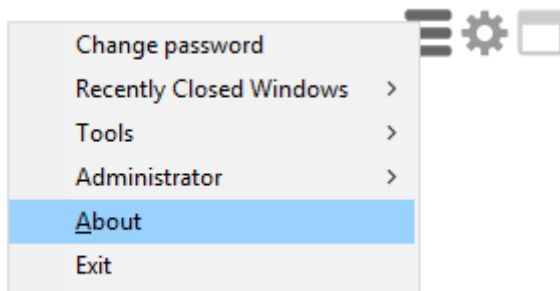 Change password
Recently Closed Windows
Tools
Administrator
About
Exit